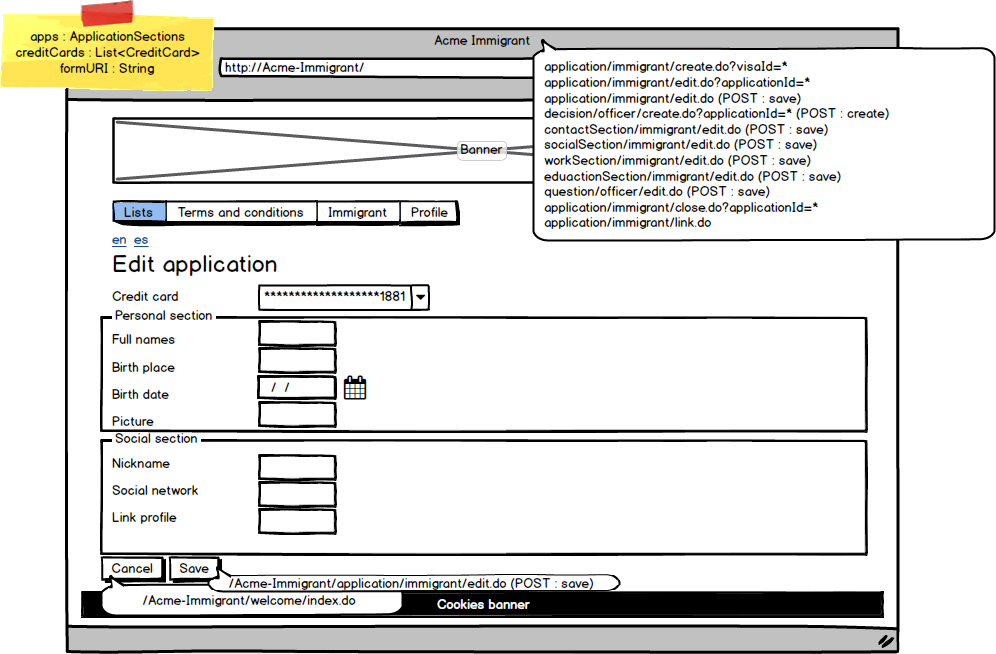 apps : ApplicationSections
creditCards : List<CreditCard>
formURI : String
Acme Immigrant
http://Acme-Immigrant/
application/immigrant/create.do?visaId=*
application/immigrant/edit.do?applicationId=*
application/immigrant/edit.do (POST : save)
decision/officer/create.do?applicationId=* (POST : create)
contactSection/immigrant/edit.do (POST : save)
socialSection/immigrant/edit.do (POST : save)
workSection/immigrant/edit.do (POST : save)
eduactionSection/immigrant/edit.do (POST : save)
question/officer/edit.do (POST : save)
application/immigrant/close.do?applicationId=*
application/immigrant/link.do
Banner
Lists Terms and conditions Immigrant Profile
en es
Edit application
Credit card *******************1881
Personal section
Full names
Birth place
Birth date / /
Picture
Social section
Nickname
Social network
Link profile
Cancel Save
/Acme-Immigrant/application/immigrant/edit.do (POST : save)
/Acme-Immigrant/welcome/index.do
Cookies banner